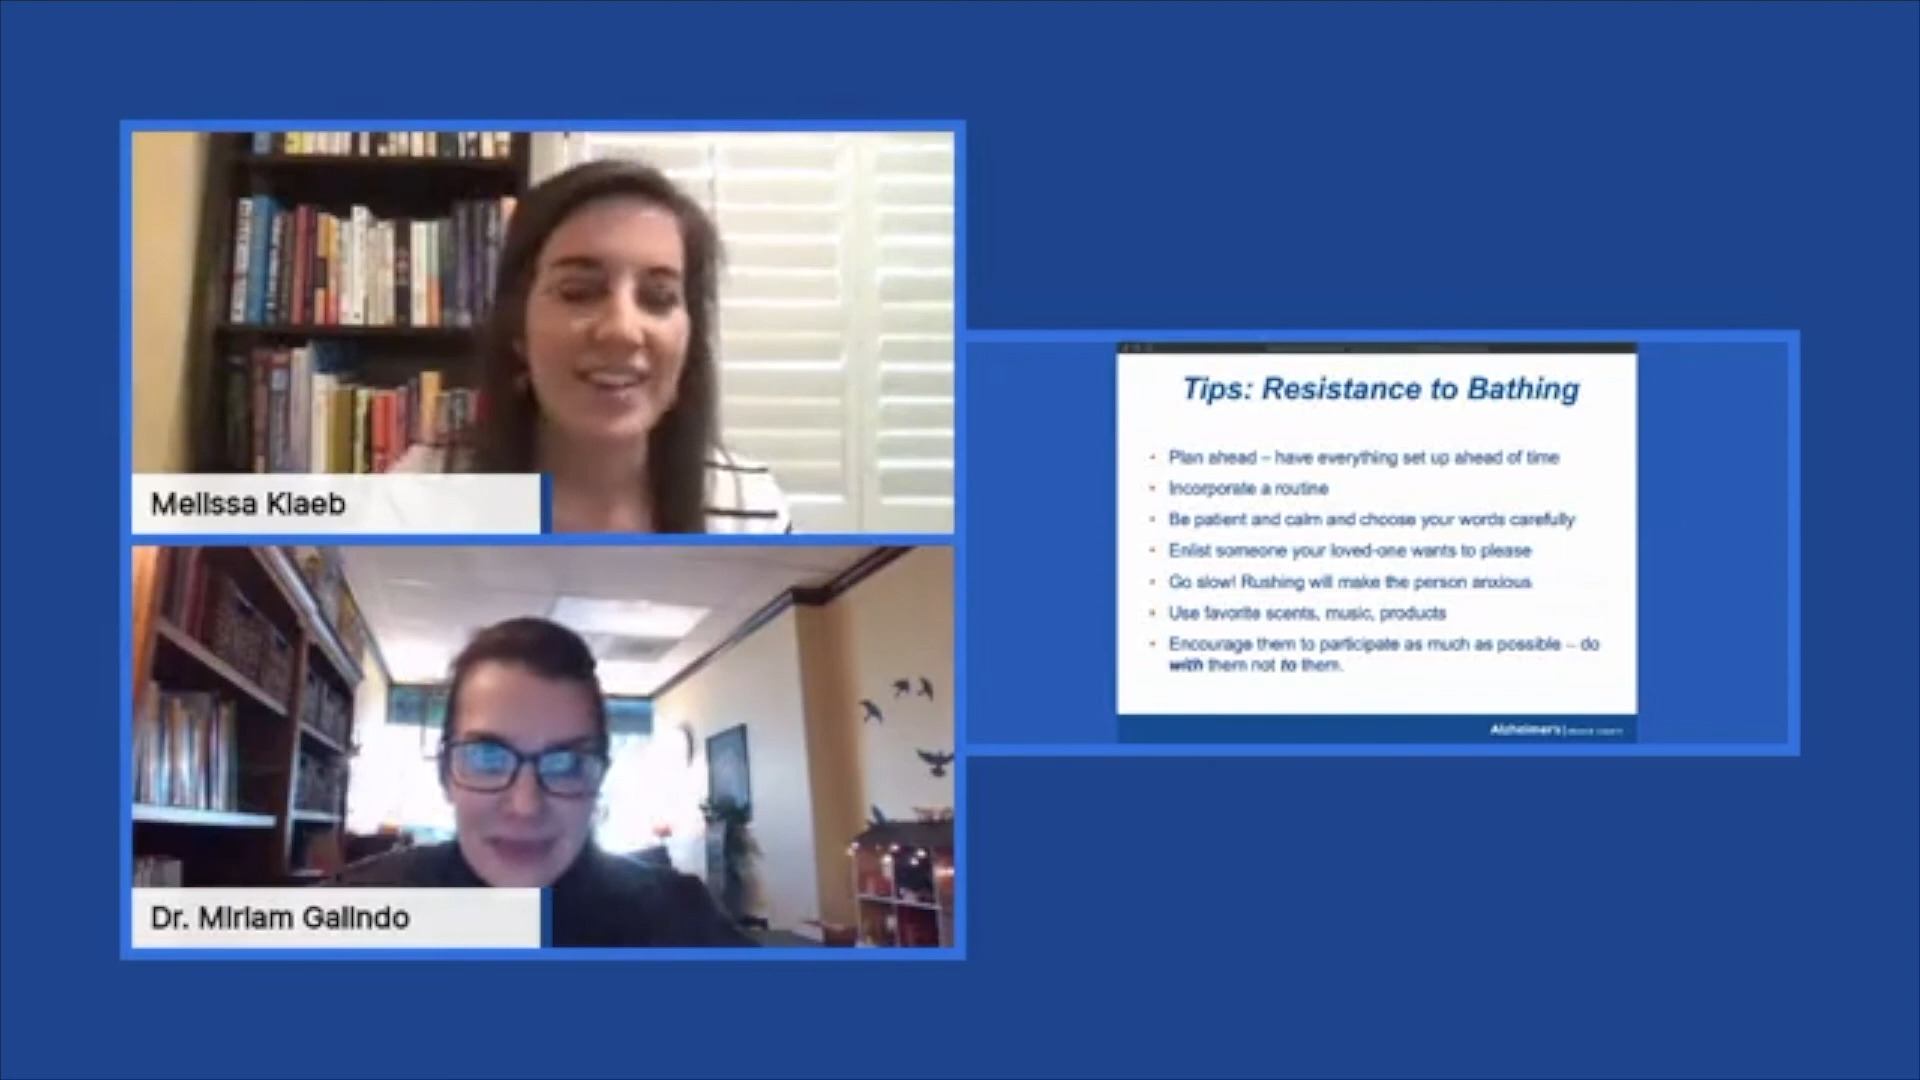 Melissa Klaeb
Dr. Miriam Galindo
Tips: Resistance to Bathing
• Plan ahead – have everything set up ahead of time
• Incorporate a routine
• Be patient and calm and choose your words carefully
• Enlist someone your loved-one wants to please
• Go slow! Rushing will make the person anxious
• Use favorite scents, music, products
• Encourage them to participate as much as possible – do
with them not to them.
Alzheimer's |